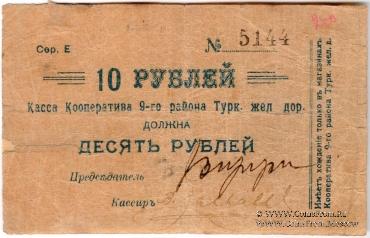 Сер. Е
№ 5144
10 РУБЛЕЙ
Касса Кооператива 9-го района Турк. жел дор.
ДОЛЖНА
ДЕСЯТЬ РУБЛЕЙ
Председатель
Кассиръ
Имѣетъ хожденіе только въ магазинахъ
Кооператива 9-го района Турк. жел. д.